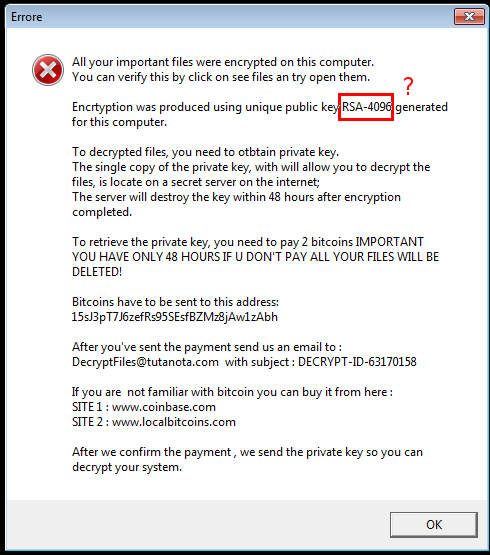 Errore
All your important files were encrypted on this computer.
You can verify this by click on see files an try open them.
?
Encrtyption was produced using unique public key RSA-4096 generated
for this computer.
To decrypted files, you need to otbtain private key.
The single copy of the private key, with will allow you to decrypt the
files, is locate on a secret server on the internet;
The server will destroy the key within 48 hours after encryption
completed.
To retrieve the private key, you need to pay 2 bitcoins IMPORTANT
YOU HAVE ONLY 48 HOURS IF U DON'T PAY ALL YOUR FILES WILL BE
DELETED!
Bitcoins have to be sent to this address:
15sJ3pT7J6zefRs95SEsfBZMz8jAw1zAbh
After you've sent the payment send us an email to :
DecryptFiles@tutanota.com with subject : DECRYPT-ID-63170158
If you are not familiar with bitcoin you can buy it from here :
SITE 1 : www.coinbase.com
SITE 2 : www.localbitcoins.com
After we confirm the payment , we send the private key so you can
decrypt your system.
OK